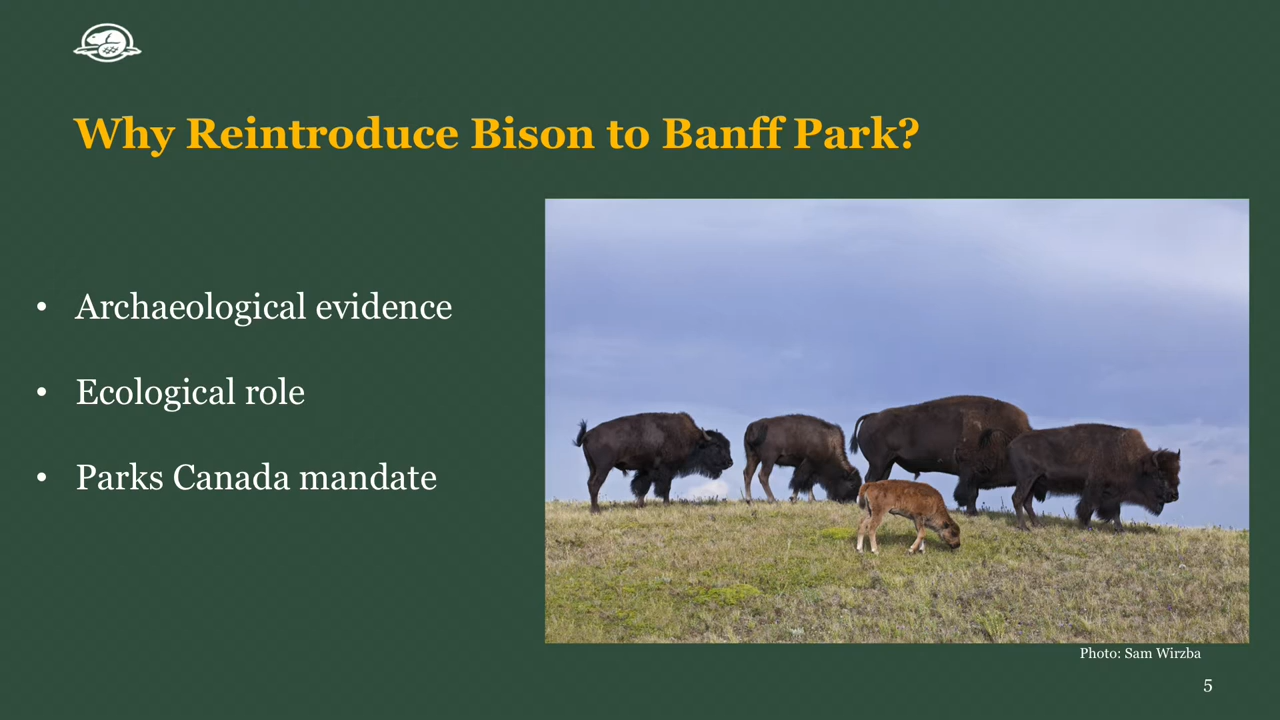 Why Reintroduce Bison to Banff Park?
• Archaeological evidence
• Ecological role
• Parks Canada mandate
Photo: Sam Wirzba
5